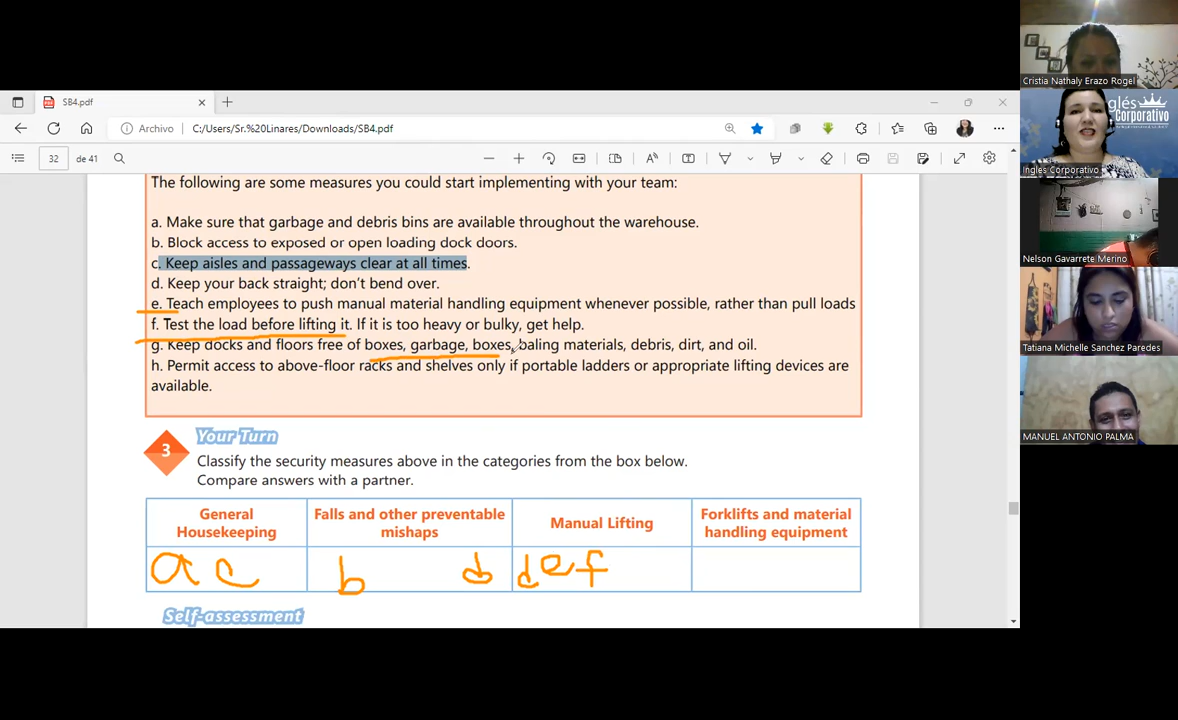 SB4.pdf
Archivo | C:/Users/Sr.%20Linares/Downloads/SB4.pdf
32 de 41
The following are some measures you could start implementing with your team:
a. Make sure that garbage and debris bins are available throughout the warehouse.
b. Block access to exposed or open loading dock doors.
c. Keep aisles and passageways clear at all times.
d. Keep your back straight; don't bend over.
e. Teach employees to push manual material handling equipment whenever possible, rather than pull loads
f. Test the load before lifting it. If it is too heavy or bulky, get help.
g. Keep docks and floors free of boxes, garbage, boxes, baling materials, debris, dirt, and oil.
h. Permit access to above-floor racks and shelves only if portable ladders or appropriate lifting devices are
available.
3
Your Turn
Classify the security measures above in the categories from the box below.
Compare answers with a partner.
General
Housekeeping
Falls and other preventable
mishaps
Manual Lifting
Forklifts and material
handling equipment
a c
b d
d e f
Self-assessment
Cristia Nathaly Erazo Rogel
glés
Corporativo
Inglés Corporativo
Nelson Gavarrete Merino
Tatiana Michelle Sanchez Paredes
MANUEL ANTONIO PALMA